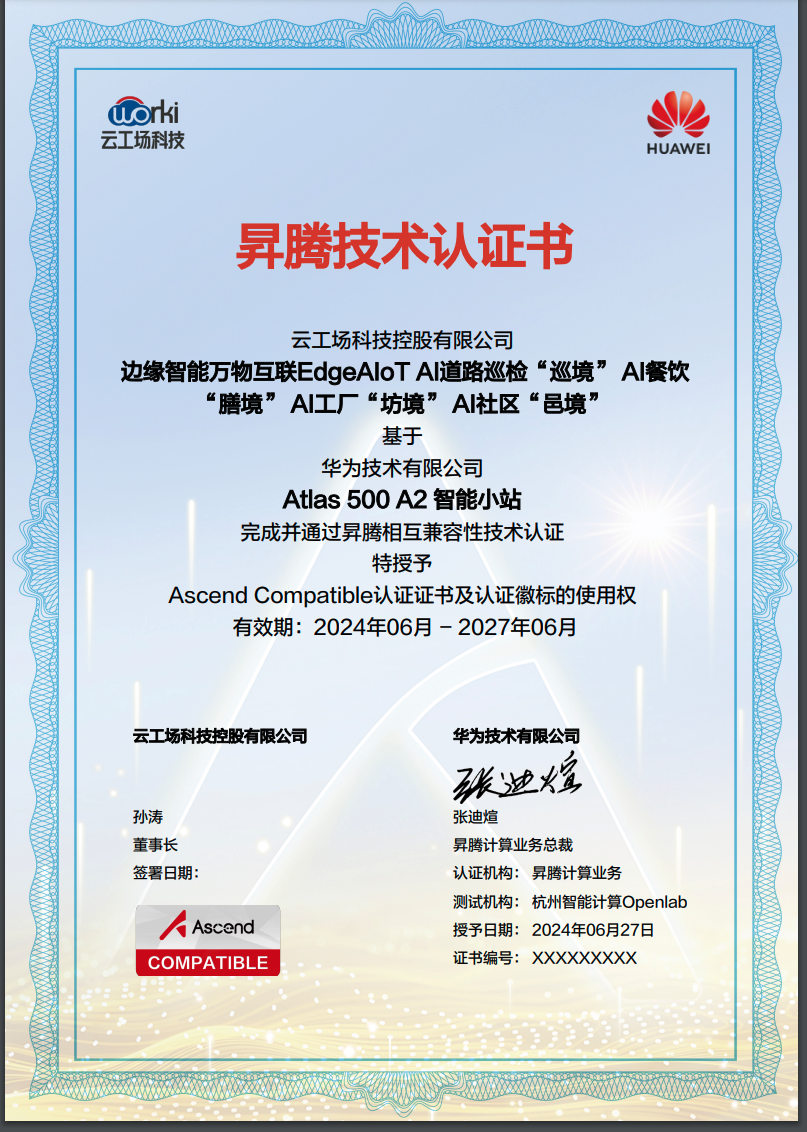 worki
云工场科技
HUAWEI
昇腾技术认证书
云工场科技控股有限公司
边缘智能万物互联EdgeAIoT AI道路巡检“巡境” AI餐饮
“膳境” AI工厂“坊境” AI社区“邑境”
基于
华为技术有限公司
Atlas 500 A2 智能小站
完成并通过昇腾相互兼容性技术认证
特授予
Ascend Compatible认证证书及认证徽标的使用权
有效期：2024年06月 – 2027年06月
云工场科技控股有限公司
孙涛
董事长
签署日期：
Ascend
COMPATIBLE
华为技术有限公司
张迪煊
张迪煊
昇腾计算业务总裁
认证机构： 昇腾计算业务
测试机构： 杭州智能计算Openlab
授予日期： 2024年06月27日
证书编号： XXXXXXXXX